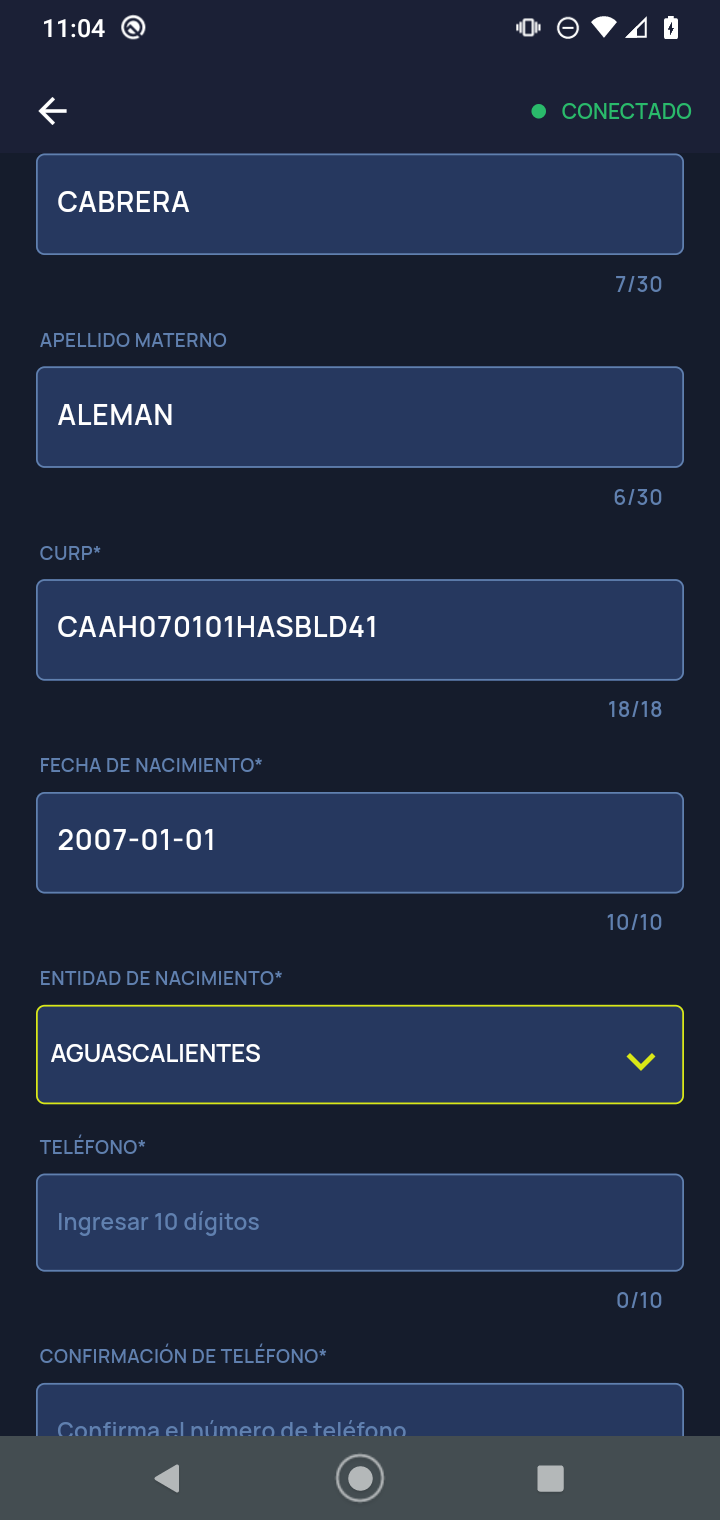 11:04
CONECTADO
CABRERA
7/30
APELLIDO MATERNO
ALEMAN
6/30
CURP*
CAAH070101HASBLD41
18/18
FECHA DE NACIMIENTO*
2007-01-01
10/10
ENTIDAD DE NACIMIENTO*
AGUASCALIENTES
TELÉFONO*
Ingresar 10 dígitos
0/10
CONFIRMACIÓN DE TELÉFONO*
Confirma el número de teléfono